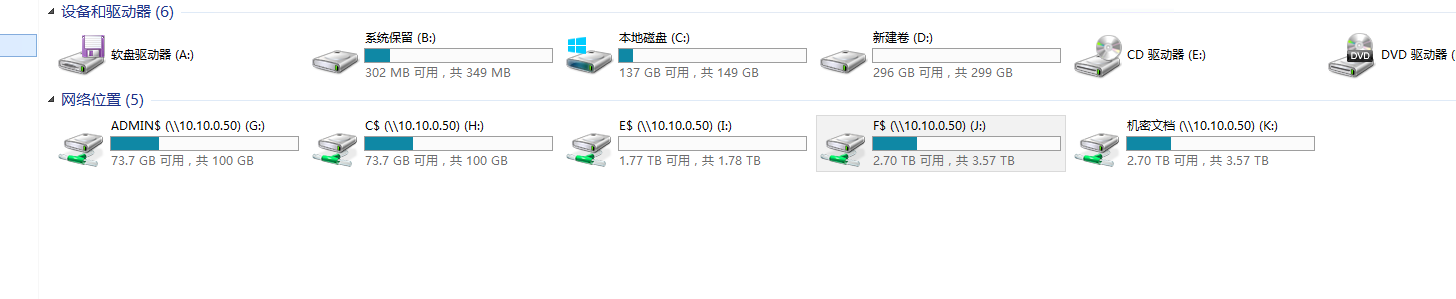 设备和驱动器 (6)
软盘驱动器 (A:)
系统保留 (B:)
302 MB 可用，共 349 MB
本地磁盘 (C:)
137 GB 可用，共 149 GB
新建卷 (D:)
296 GB 可用，共 299 GB
CD 驱动器 (E:)
DVD
DVD 驱动器 (
网络位置 (5)
ADMIN$ (\\10.10.0.50) (G:)
73.7 GB 可用，共 100 GB
C$ (\\10.10.0.50) (H:)
73.7 GB 可用，共 100 GB
E$ (\\10.10.0.50) (I:)
1.77 TB 可用，共 1.78 TB
F$ (\\10.10.0.50) (J:)
2.70 TB 可用，共 3.57 TB
机密文档 (\\10.10.0.50) (K:)
2.70 TB 可用，共 3.57 TB